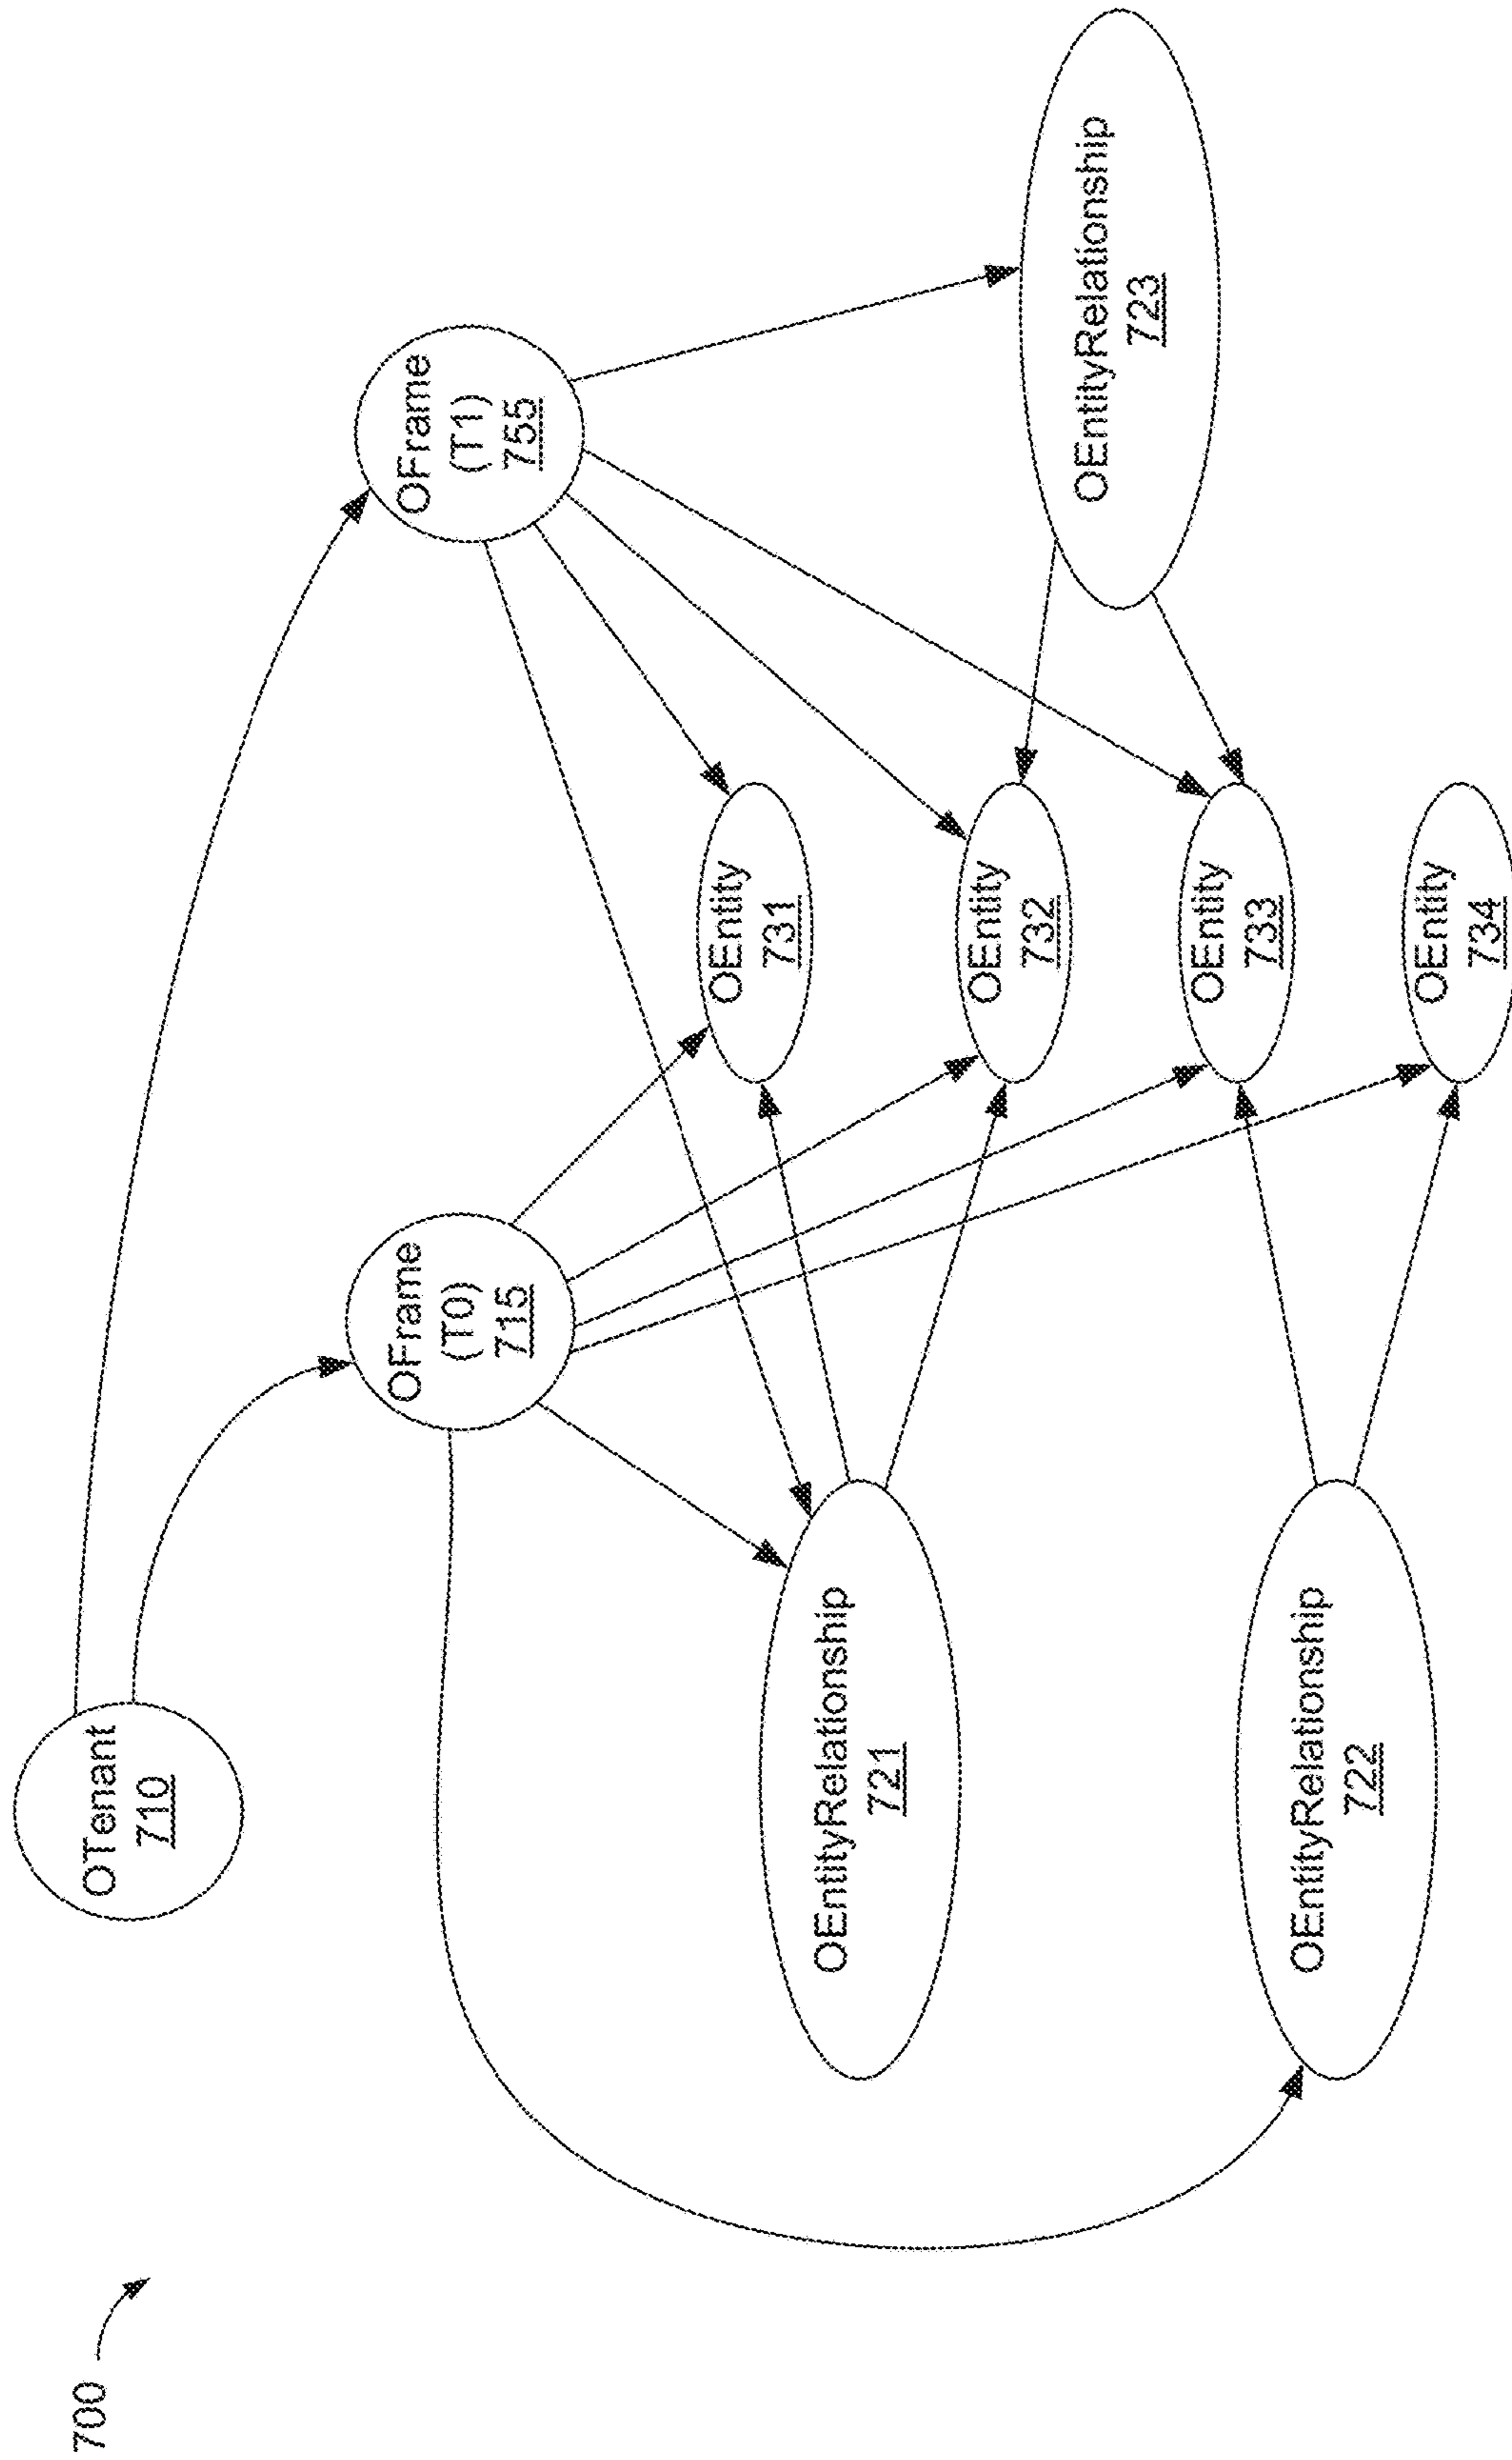 700
OTenant
710
OFrame
(T0)
715
OFrame
(T1)
755
OEntityRelationship
721
OEntity
731
OEntity
732
OEntityRelationship
723
OEntityRelationship
722
OEntity
733
OEntity
734